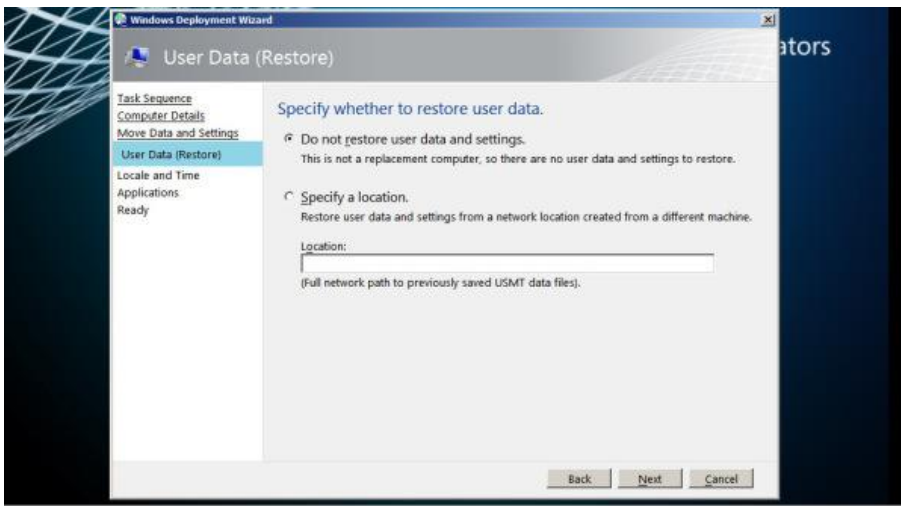 Windows Deployment Wizard
ators
User Data (Restore)
Task Sequence
Computer Details
Move Data and Settings
User Data (Restore)
Locale and Time
Applications
Ready
Specify whether to restore user data.
Do not restore user data and settings.
This is not a replacement computer, so there are no user data and settings to restore.
Specify a location.
Restore user data and settings from a network location created from a different machine.
Location:
(Full network path to previously saved USMT data files).
Back Next Cancel